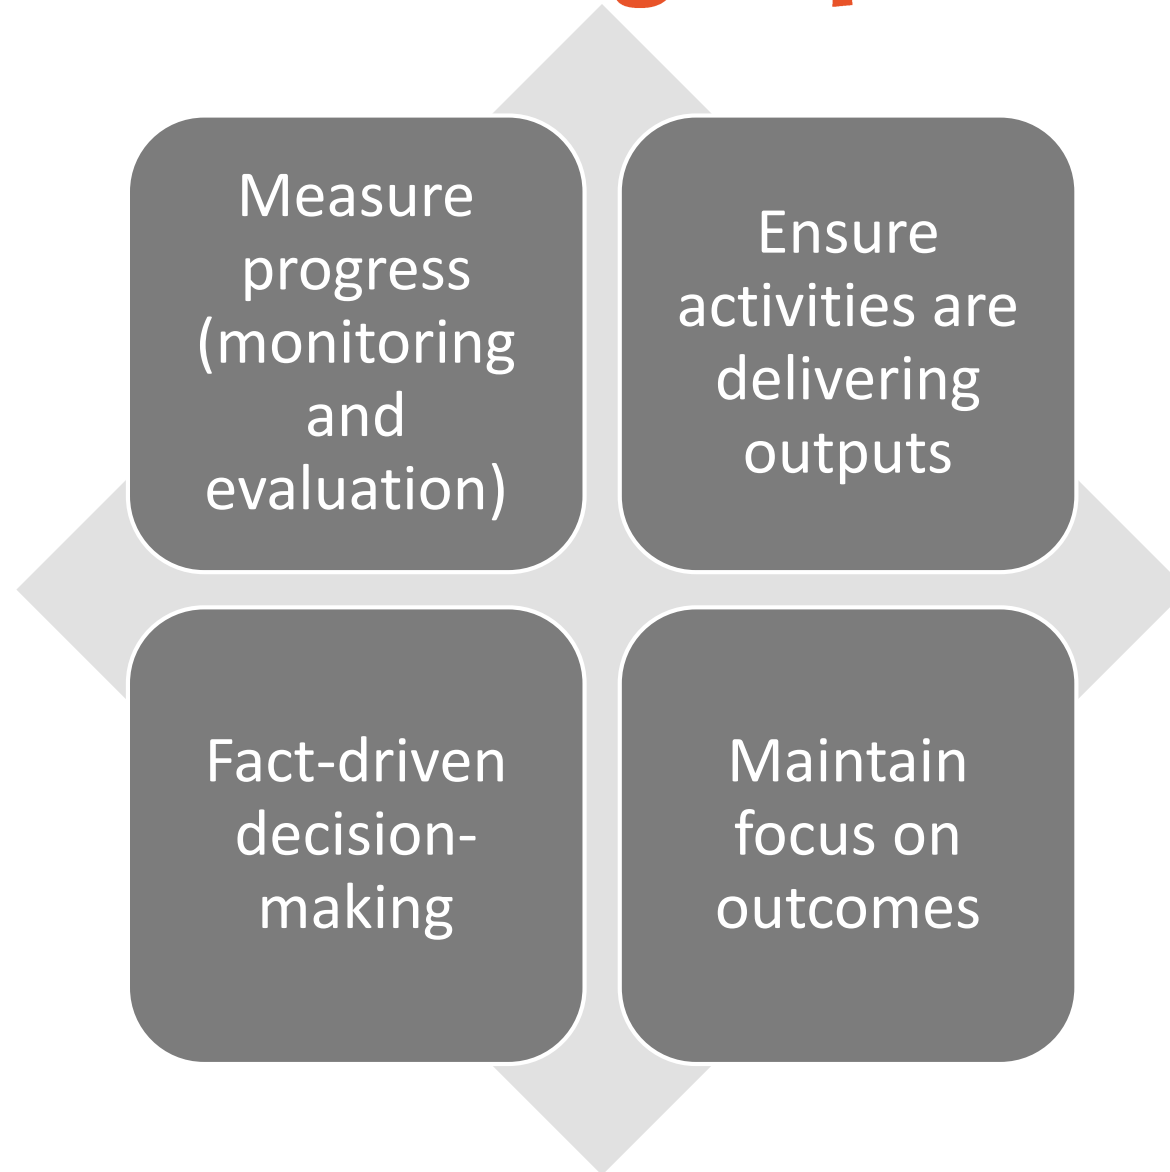 Measure
progress
(monitoring
and
evaluation)
Ensure
activities are
delivering
outputs
Fact-driven
decision-
making
Maintain
focus on
outcomes